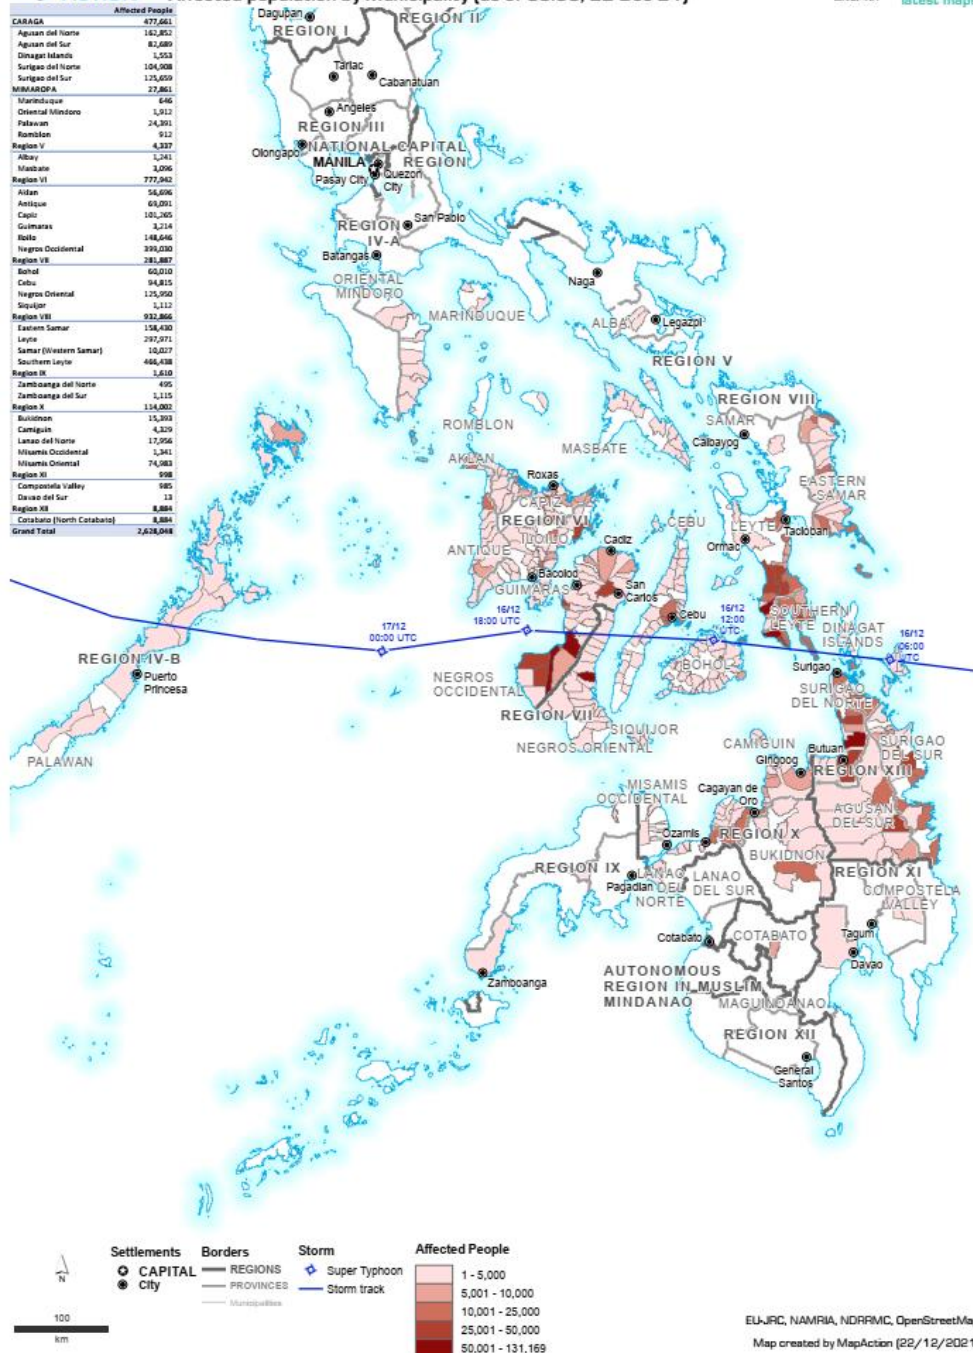 Affected population by municipality (as of
latest map
Affected People
CARAGA 477,661
Agusan del Norte 162,852
Agusan del Sur 82,689
Dinagat Islands 1,553
Surigao del Norte 104,908
Surigao del Sur 125,659
MIMAROPA 27,861
Marinduque 646
Oriental Mindoro 1,912
Palawan 24,391
Romblon 912
Region V 4,337
Albay 1,241
Masbate 3,096
Region VI 777,942
Aklan 56,696
Antique 69,091
Capiz 101,265
Guimaras 3,214
Iloilo 148,646
Negros Occidental 399,030
Region VII 281,887
Bohol 60,010
Cebu 94,815
Negros Oriental 125,950
Siquijor 1,112
Region VIII 932,866
Eastern Samar 158,430
Leyte 297,971
Samar (Western Samar) 10,027
Southern Leyte 466,438
Region IX 1,610
Zamboanga del Norte 495
Zamboanga del Sur 1,115
Region X 114,002
Bukidnon 15,393
Camiguin 4,329
Lanao del Norte 17,956
Misamis Occidental 1,341
Misamis Oriental 74,983
Region XI 998
Compostela Valley 985
Davao del Sur 13
Region XII 8,884
Cotabato (North Cotabato) 8,884
Grand Total 2,628,048
Dagupan
REGION II
REGION I
Tarlac
Cabanatuan
Angeles
REGION III
Olongapo
NATIONAL CAPITAL
MANILA
REGION
Pasay City
Quezon
City
San Pablo
REGION
IV-A
Batangas
ORIENTAL
MINDORO
MARINDUQUE
Naga
ALBAY
Legazpi
REGION V
REGION VIII
SAMAR
Calbayog
ROMBLON
MASBATE
AKLAN
Roxas
CAPIZ
REGION VI
ILOILO
ANTIQUE
CEBU
EASTERN
SAMAR
LEYTE
Tacloban
Ormac
Cadiz
Bacolod
GUIMARAS
San
Carlos
Cebu
SOUTHERN
LEYTE
DINAGAT
ISLANDS
17/12
00:00 UTC
16/12
18:00 UTC
16/12
12:00
UTC
16/12
06:00
UTC
REGION IV-B
Puerto
Princesa
PALAWAN
NEGROS
OCCIDENTAL
BOHOL
Surigao
SURIGAO
DEL NORTE
REGION VII
SIQUIJOR
NEGROS ORIENTAL
CAMIGUIN
Butuan
SURIGAO
DEL SUR
Gingoog
REGION XIII
MISAMIS
OCCIDENTAL
Cagayan de
Oro
AGUSAN
DEL SUR
Ozamis
REGION X
BUKIDNON
REGION IX
Pagadian
LANAO
DEL
NORTE
LANAO
DEL SUR
REGION XI
COMPOSTELA
VALLEY
Cotabato
COTABATO
Tagum
Davao
Zamboanga
AUTONOMOUS
REGION IN MUSLIM
MINDANAO
MAGUINDANAO
REGION XII
General
Santos
N
100
km
Settlements
CAPITAL
City
Borders
REGIONS
PROVINCES
Municipalities
Storm
Super Typhoon
Storm track
Affected People
1 - 5,000
5,001 - 10,000
10,001 - 25,000
25,001 - 50,000
50,001 - 131,169
EU-JRC, NAMRIA, NDRRMC, OpenStreetMa
Map created by MapAction (22/12/2021